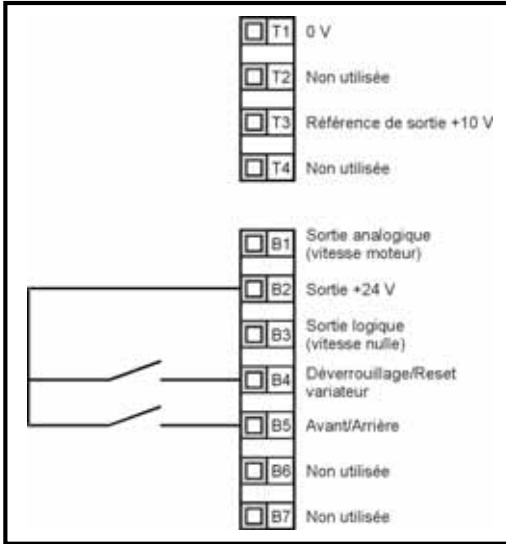 T1 0 V
T2 Non utilisée
T3 Référence de sortie +10 V
T4 Non utilisée
B1 Sortie analogique
(vitesse moteur)
B2 Sortie +24 V
B3 Sortie logique
(vitesse nulle)
B4 Déverrouillage/Reset
variateur
B5 Avant/Arrière
B6 Non utilisée
B7 Non utilisée